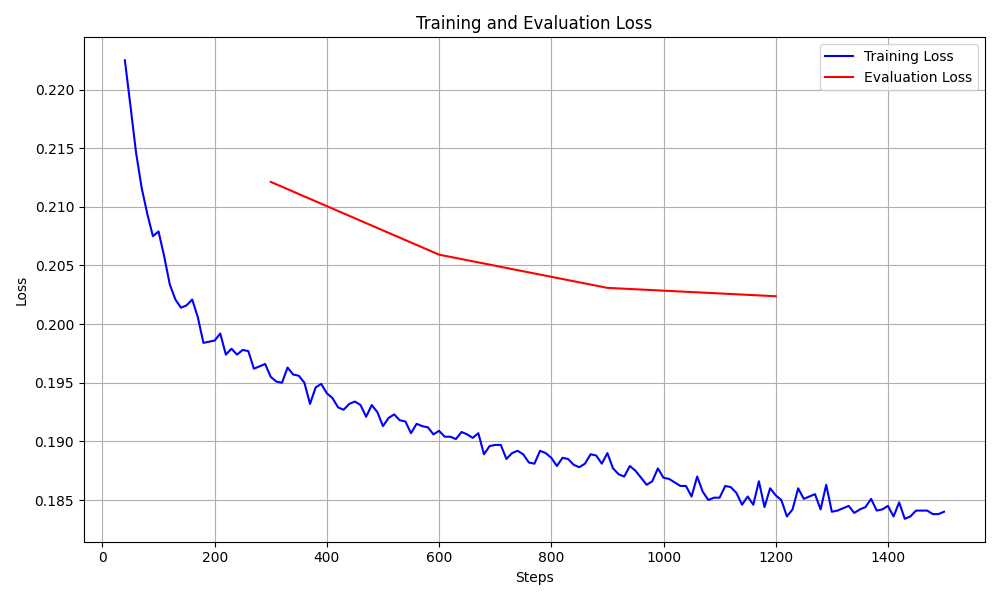 Training and Evaluation Loss
Training Loss
Evaluation Loss
Loss
0.220
0.215
0.210
0.205
0.200
0.195
0.190
0.185
0 200 400 600 800 1000 1200 1400
Steps